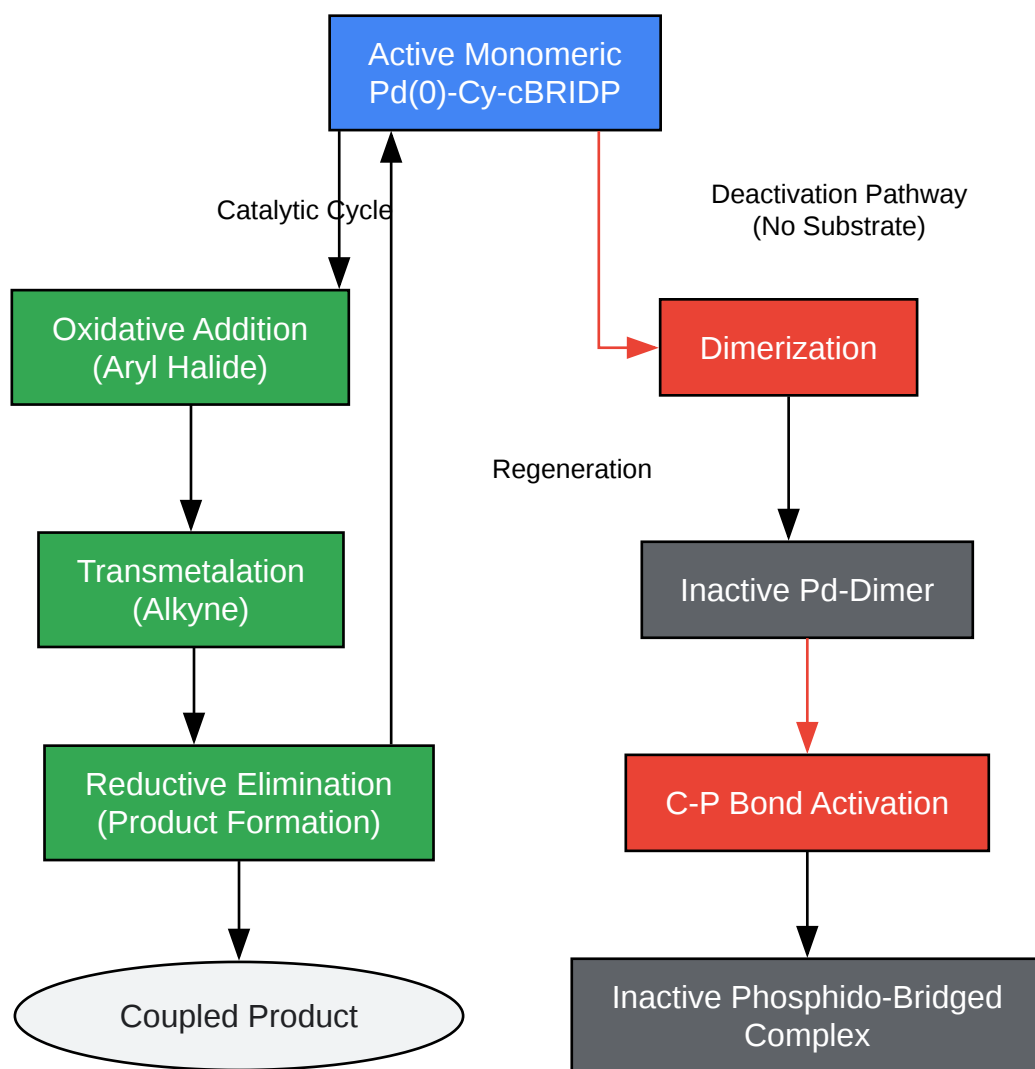 Active Monomeric
Pd(0)-Cy-cBRIDP
Catalytic Cycle
Deactivation Pathway
(No Substrate)
Oxidative Addition
(Aryl Halide)
Dimerization
Regeneration
Transmetalation
(Alkyne)
Inactive Pd-Dimer
Reductive Elimination
(Product Formation)
C-P Bond Activation
Coupled Product
Inactive Phosphido-Bridged
Complex